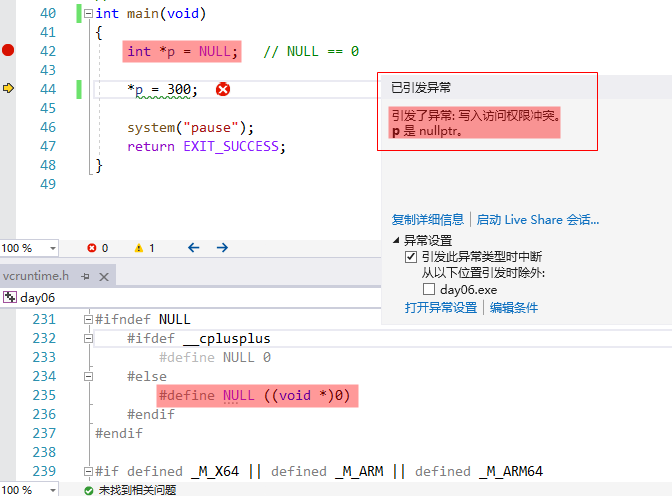 40 int main(void)
41 {
42 int *p = NULL; // NULL == 0
43
44 *p = 300;
45
46 system("pause");
47 return EXIT_SUCCESS;
48 }
49
已引发异常
引发了异常: 写入访问权限冲突。
p 是 nullptr。
复制详细信息 | 启动 Live Share 会话...
异常设置
引发此异常类型时中断
从以下位置引发时除外:
day06.exe
打开异常设置 | 编辑条件
100 % 0 1
vcruntime.h
day06
231 #ifndef NULL
232 #ifdef __cplusplus
233 #define NULL 0
234 #else
235 #define NULL ((void *)0)
236 #endif
237 #endif
238
239 #if defined _M_X64 || defined _M_ARM || defined _M_ARM64
100 % 未找到相关问题